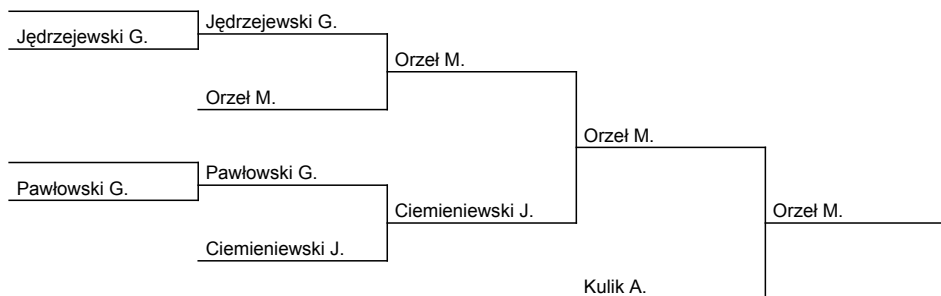 Jędrzejewski G.
Jędrzejewski G.
Orzeł M.
Orzeł M.
Orzeł M.
Pawłowski G.
Pawłowski G.
Ciemieniewski J.
Orzeł M.
Ciemieniewski J.
Kulik A.